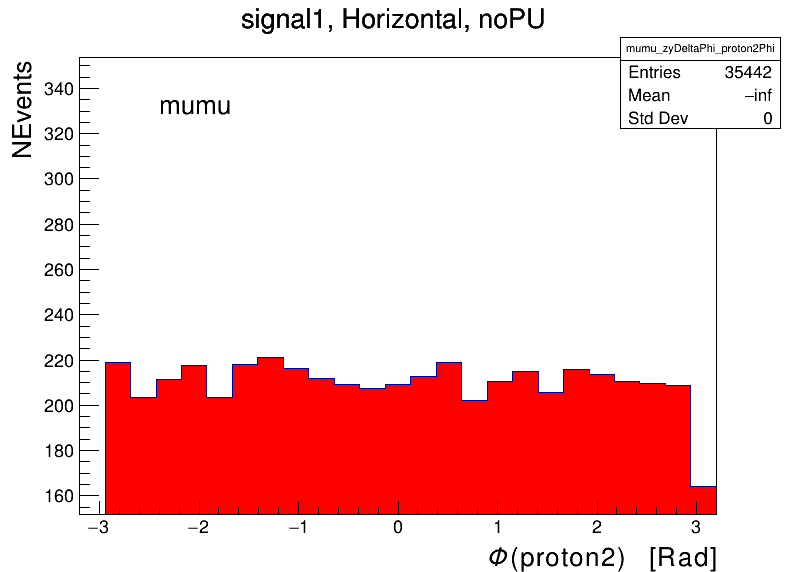 signal1, Horizontal, noPU
mumu_zyDeltaPhi_proton2Phi
Entries 35442
Mean −inf
Std Dev 0
NEvents
mumu
340
320
300
280
260
240
220
200
180
160
−3 −2 −1 0 1 2 3
Φ(proton2) [Rad]